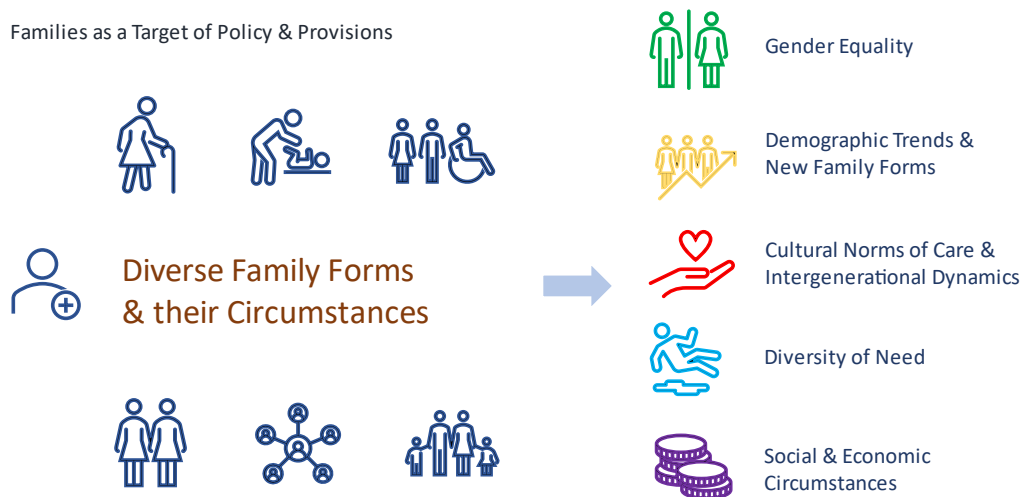 Families as a Target of Policy & Provisions
Gender Equality
Demographic Trends &
New Family Forms
Diverse Family Forms
& their Circumstances
Cultural Norms of Care &
Intergenerational Dynamics
Diversity of Need
Social & Economic
Circumstances